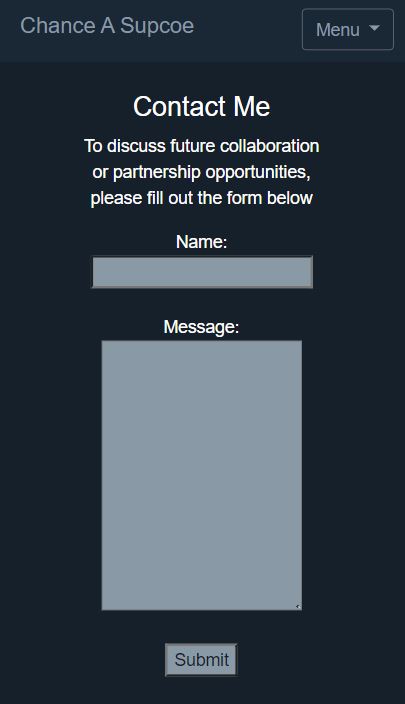 Chance A Supcoe
Menu
Contact Me
To discuss future collaboration
or partnership opportunities,
please fill out the form below
Name:
Message:
Submit